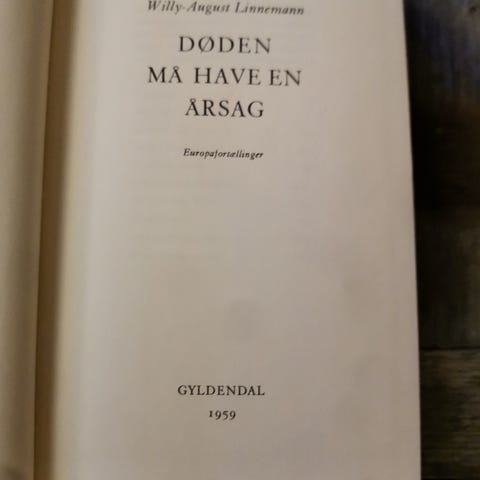 Willy-August Linnemann
DØDEN
MÅ HAVE EN
ÅRSAG
Europafortællinger
GYLDENDAL
1959